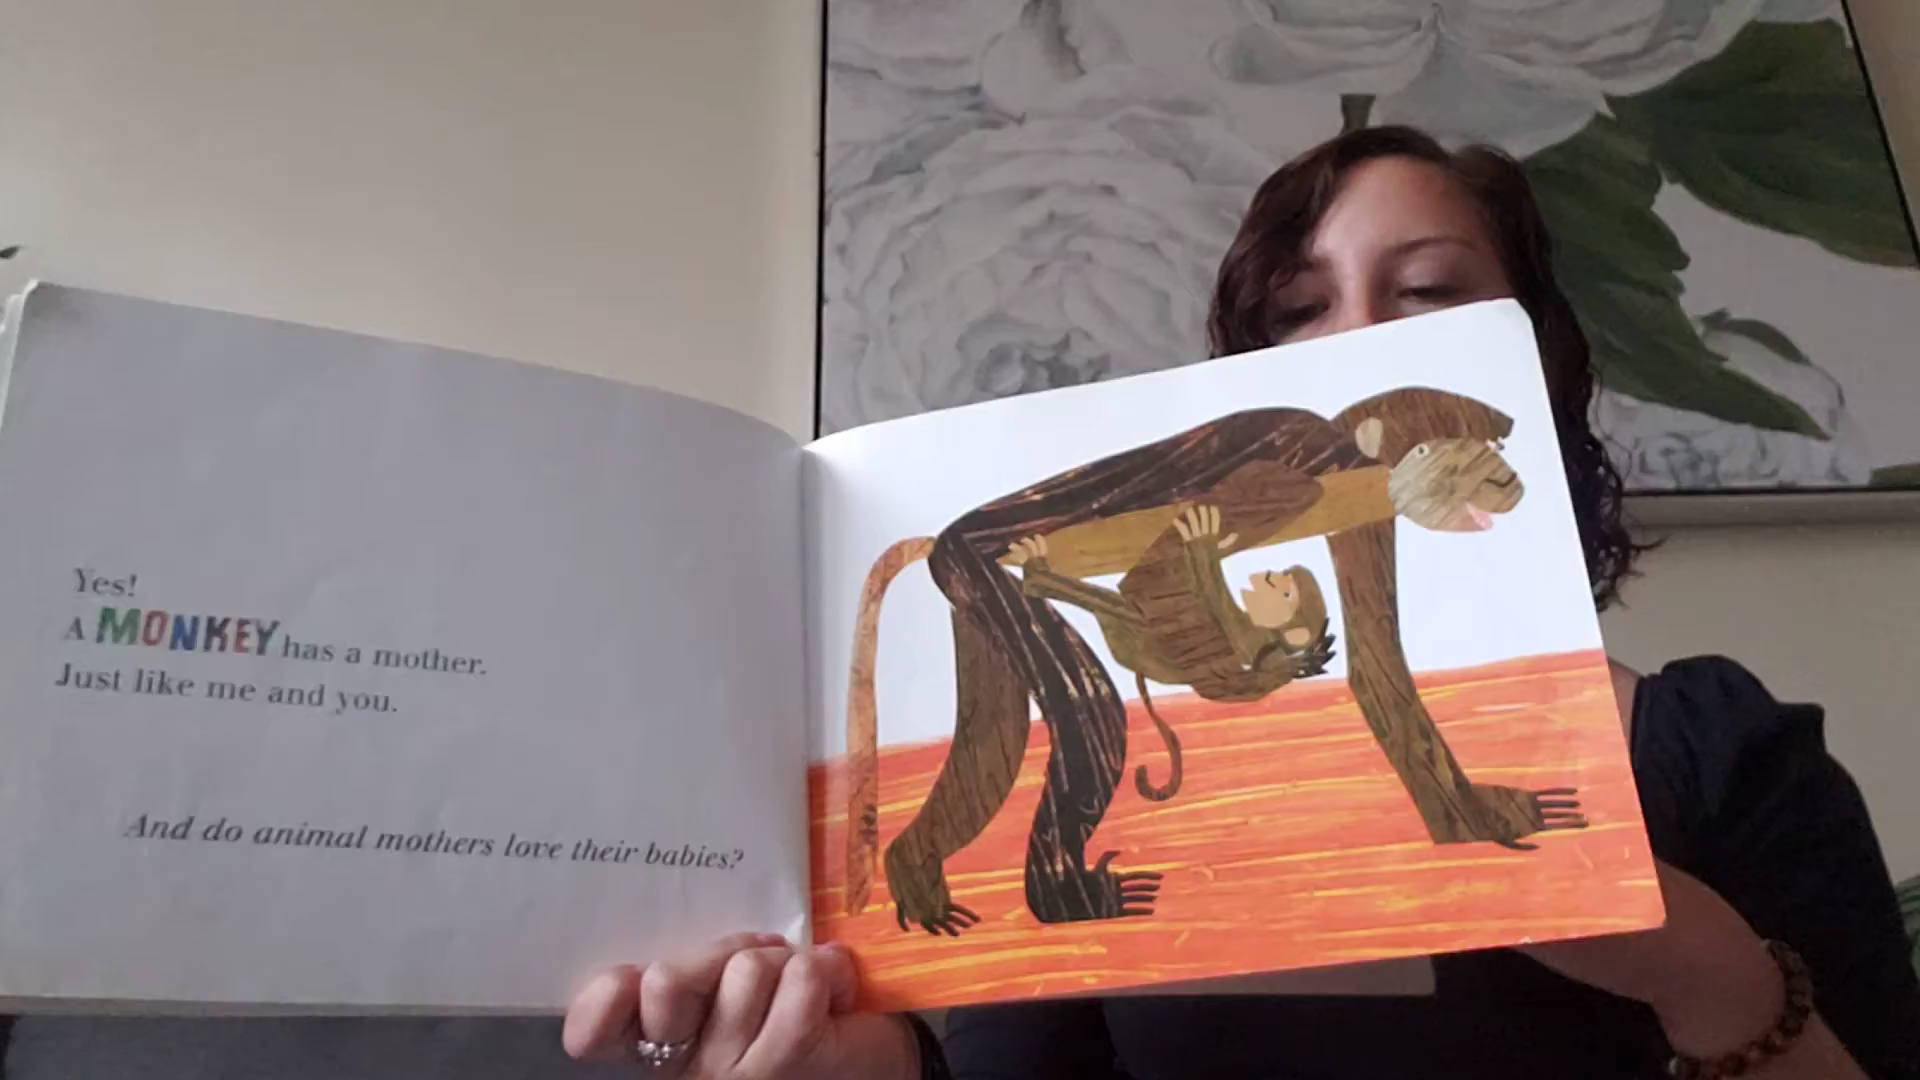 Yes!
A MONKEY has a mother.
Just like me and you.
And do animal mothers love their babies?